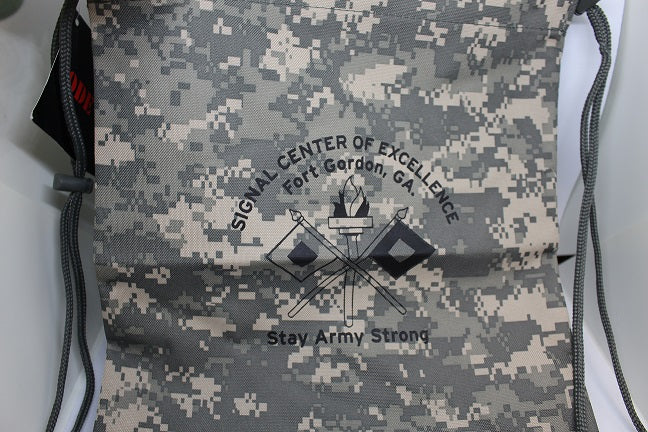 SIGNAL CENTER OF EXCELLENCE
Fort Gordon, GA
Stay Army Strong